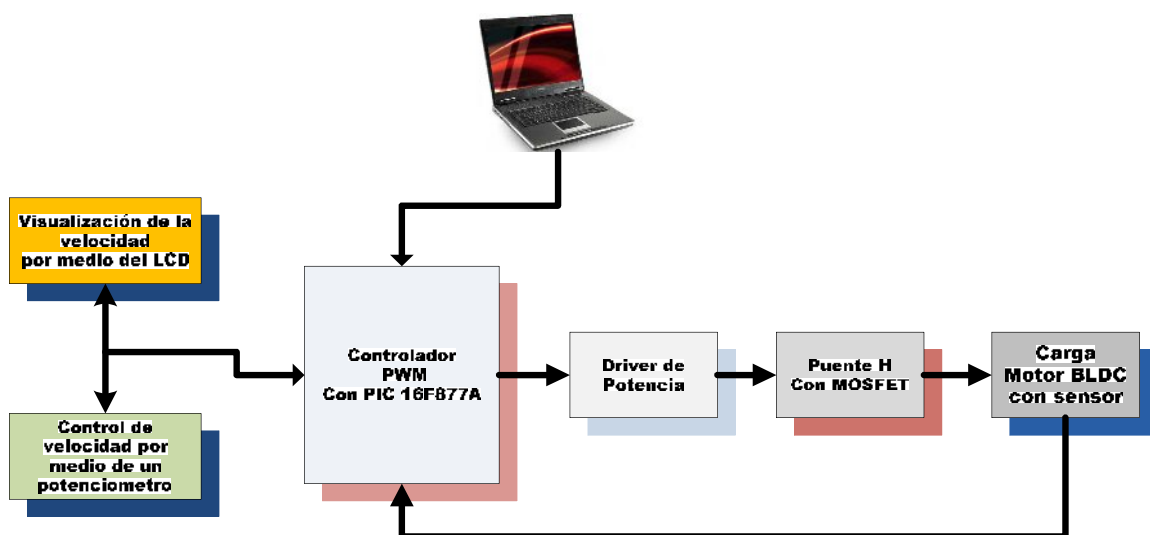 Visualización de la
velocidad
por medio del LCD
Control de
velocidad por
medio de un
potenciometro
Controlador
PWM
Con PIC 16F877A
Driver de
Potencia
Puente H
Con MOSFET
Carga
Motor BLDC
con sensor